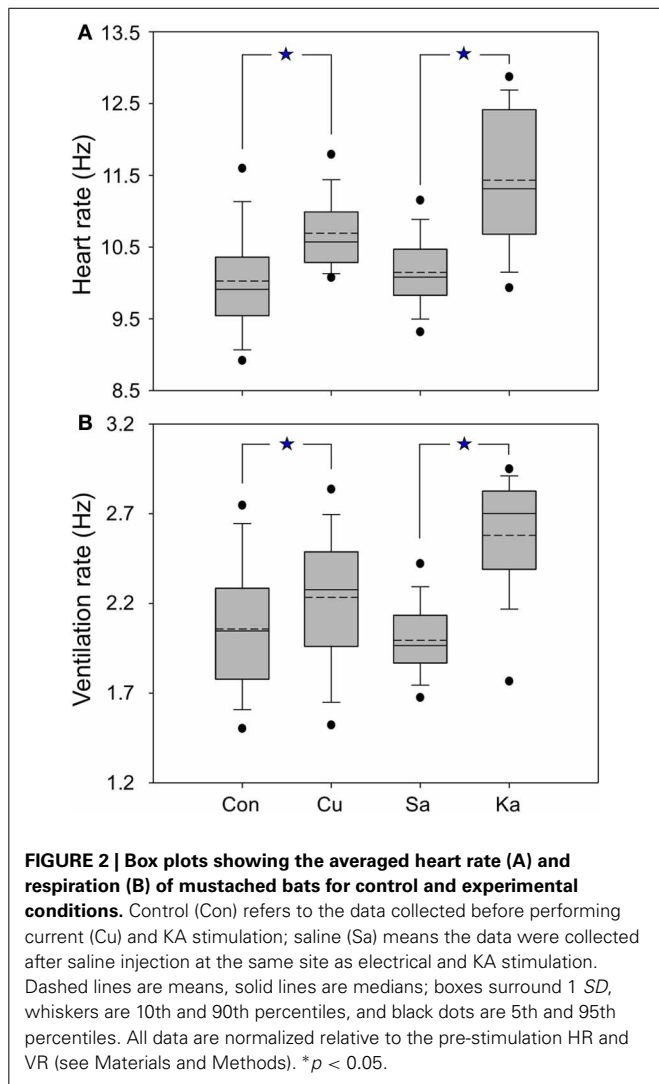 A
13.5
12.5
11.5
10.5
9.5
8.5
Heart rate (Hz)
B
3.2
2.7
2.2
1.7
1.2
Ventilation rate (Hz)
Con Cu Sa Ka
FIGURE 2 | Box plots showing the averaged heart rate (A) and
respiration (B) of mustached bats for control and experimental
conditions. Control (Con) refers to the data collected before performing
current (Cu) and KA stimulation; saline (Sa) means the data were collected
after saline injection at the same site as electrical and KA stimulation.
Dashed lines are means, solid lines are medians; boxes surround 1 SD,
whiskers are 10th and 90th percentiles, and black dots are 5th and 95th
percentiles. All data are normalized relative to the pre-stimulation HR and
VR (see Materials and Methods). *p < 0.05.